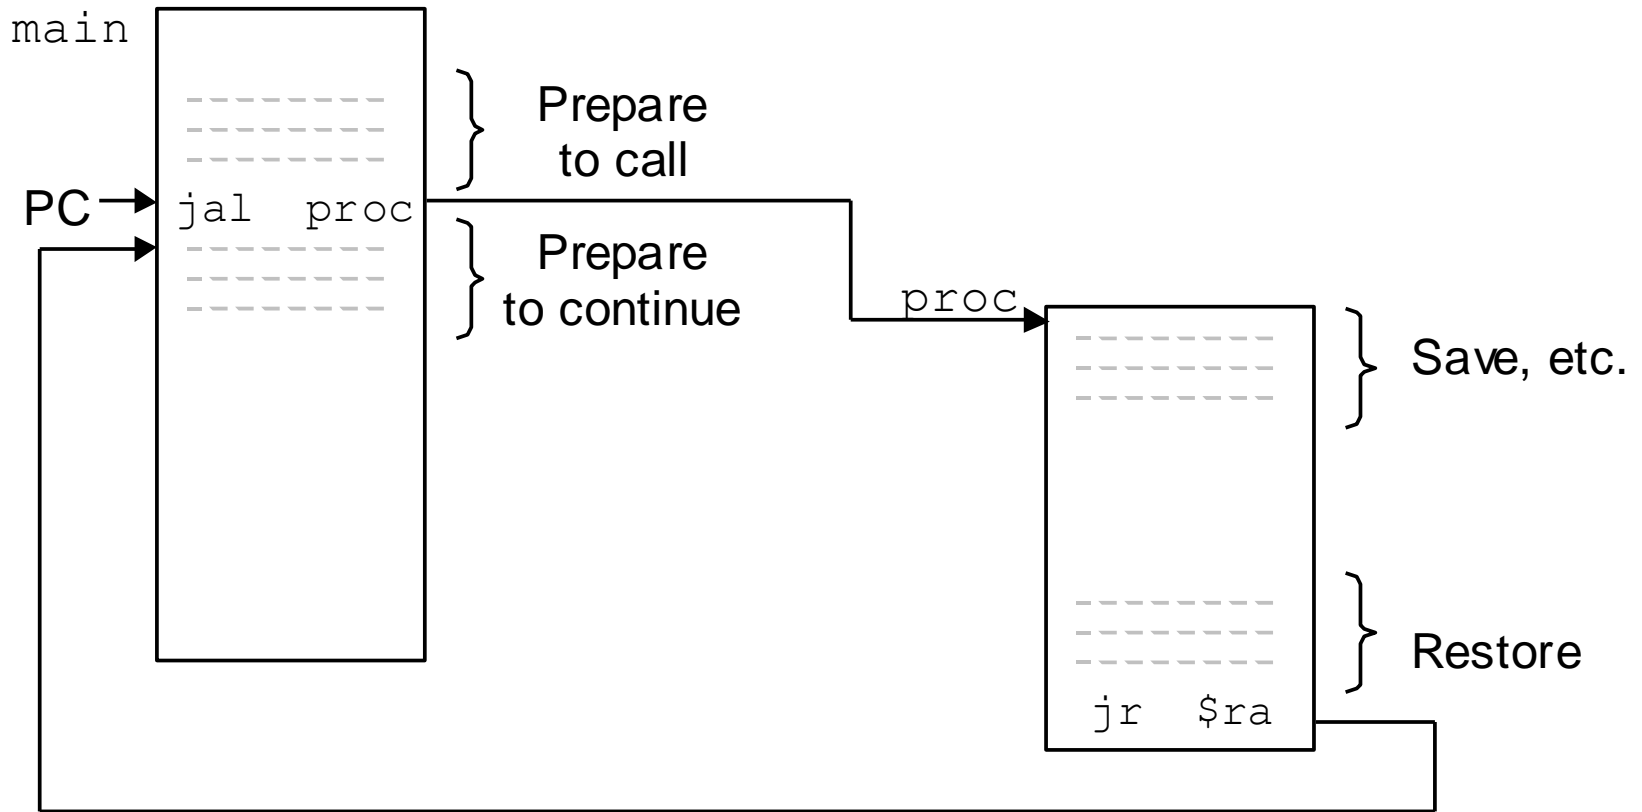 main
Prepare
to call
PC
jal proc
Prepare
to continue
proc
Save, etc.
Restore
jr $ra